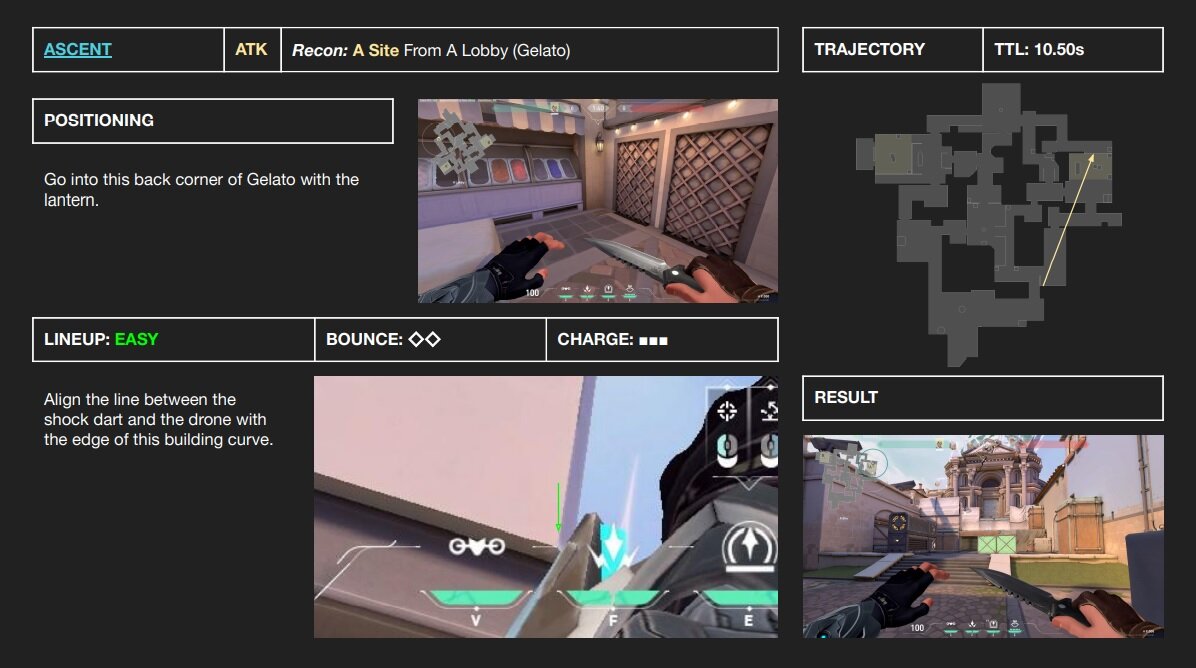 ASCENT
ATK
Recon: A Site From A Lobby (Gelato)
TRAJECTORY
TTL: 10.50s
POSITIONING
Go into this back corner of Gelato with the
lantern.
100
LINEUP: EASY
BOUNCE: ◇◇
CHARGE: ■■■
Align the line between the
shock dart and the drone with
the edge of this building curve.
V
F
E
RESULT
100